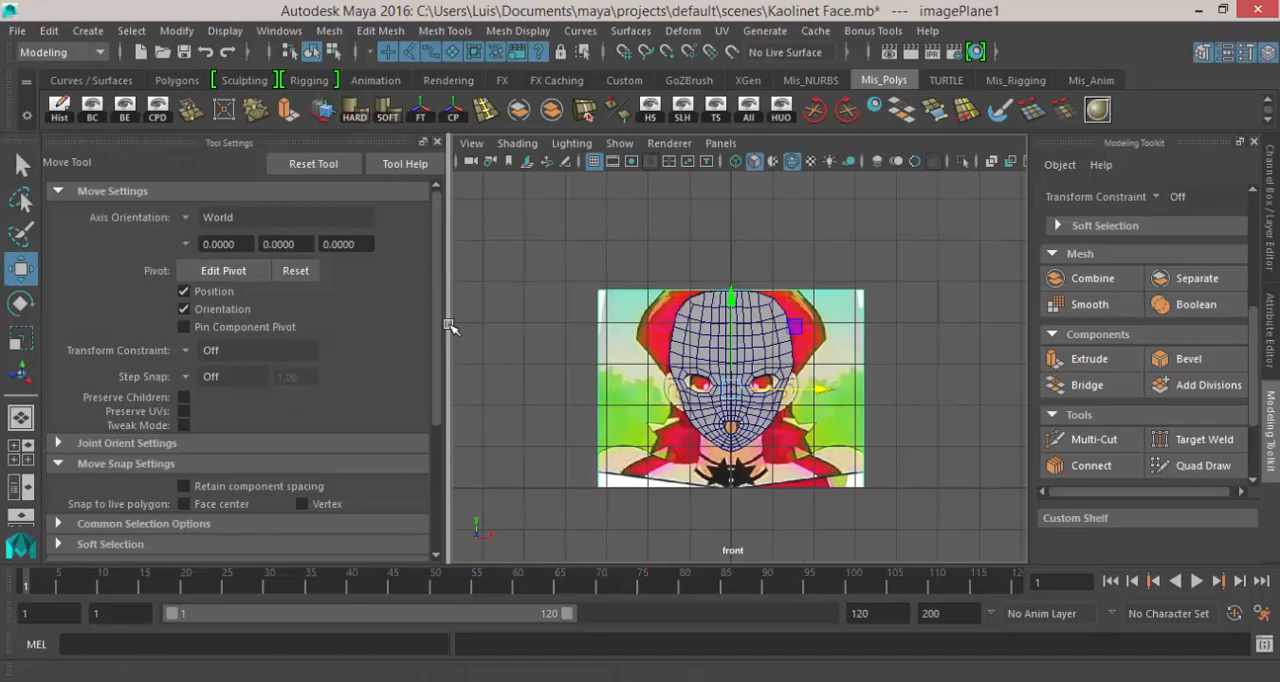 Autodesk Maya 2016: C:\Users\Luis\Documents\maya\projects\default\scenes\Kaolinet Face.mb* --- imagePlane1
File Edit Create Select Modify Display Windows Mesh Edit Mesh Mesh Tools Mesh Display Curves Surfaces Deform UV Generate Cache Bonus Tools Help
Modeling No Live Surface
Curves / Surfaces Polygons Sculpting Rigging Animation Rendering FX FX Caching Custom GoZBrush XGen Mis_NURBS Mis_Polys TURTLE Mis_Rigging Mis_Anim
Hist BC BE CPD HARD SOFT FT CP HS SLH TS All HUO
Tool Settings
Modeling Toolkit
Move Tool Reset Tool Tool Help
View Shading Lighting Show Renderer Panels
Object Help
Move Settings
Transform Constraint Off
Axis Orientation: World
Soft Selection
0.0000 0.0000 0.0000
Mesh
Pivot: Edit Pivot Reset
Combine Separate
Position
Smooth Boolean
Orientation
Pin Component Pivot
Components
Transform Constraint: Off
Extrude Bevel
Step Snap: Off 1.00
Bridge Add Divisions
Preserve Children:
Preserve UVs:
Tools
Tweak Mode:
Joint Orient Settings
Multi-Cut Target Weld
Move Snap Settings
Connect Quad Draw
Retain component spacing
Snap to live polygon: Face center Vertex
Custom Shelf
Common Selection Options
Soft Selection
y
x
front
Channel Box / Layer Editor
Attribute Editor
Modeling Toolkit
1 5 10 15 20 25 30 35 40 45 50 55 60 65 70 75 80 85 90 95 100 105 110 115 12
1
1 1 1 120 120 200 No Anim Layer No Character Set
MEL